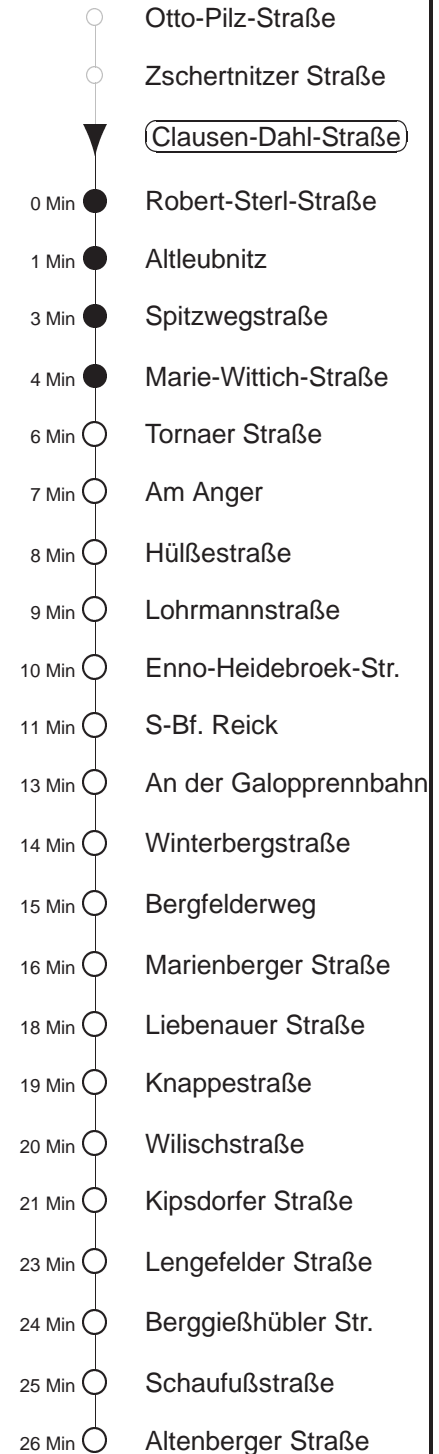 Otto-Pilz-Straße
Zschertnitzer Straße
Clausen-Dahl-Straße
0 Min Robert-Sterl-Straße
1 Min Altleubnitz
3 Min Spitzwegstraße
4 Min Marie-Wittich-Straße
6 Min Tornaer Straße
7 Min Am Anger
8 Min Hülßestraße
9 Min Lohrmannstraße
10 Min Enno-Heidebroek-Str.
11 Min S-Bf. Reick
13 Min An der Galopprennbahn
14 Min Winterbergstraße
15 Min Bergfelderweg
16 Min Marienberger Straße
18 Min Liebenauer Straße
19 Min Knappestraße
20 Min Wilischstraße
21 Min Kipsdorfer Straße
23 Min Lengefelder Straße
24 Min Berggießhübler Str.
25 Min Schaufußstraße
26 Min Altenberger Straße